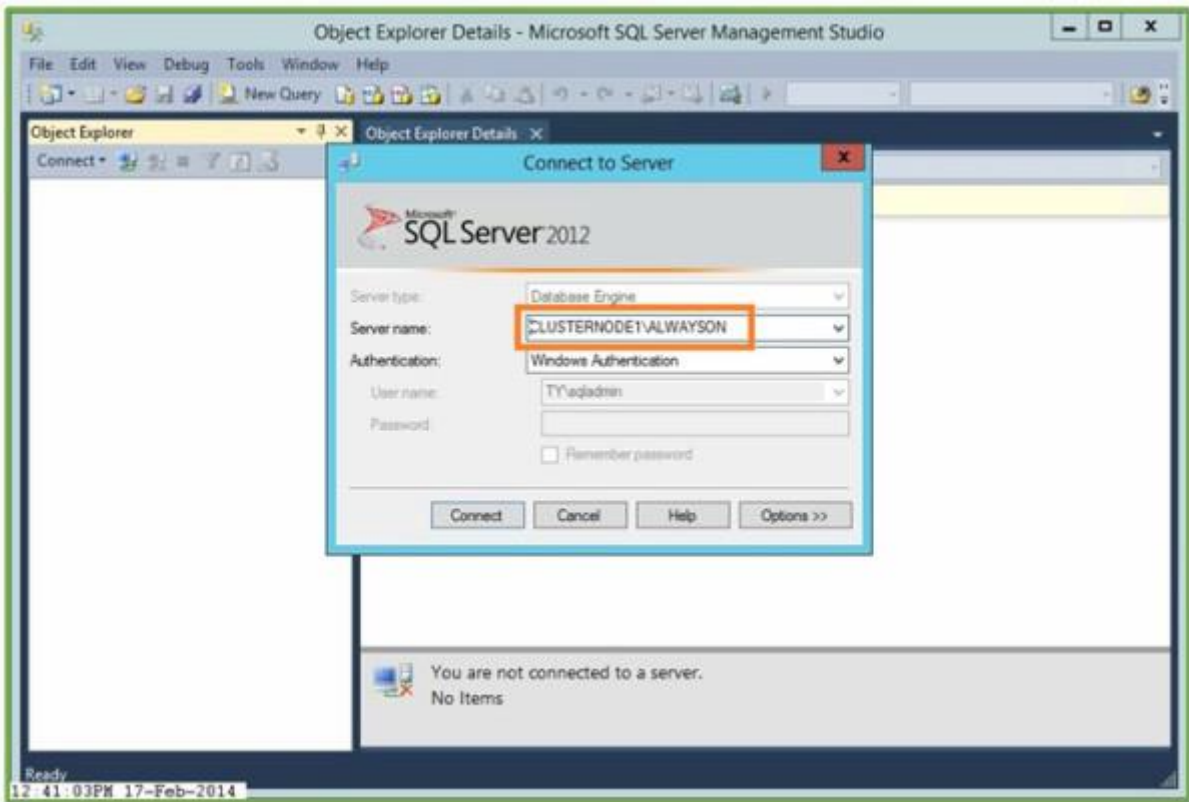 Object Explorer Details - Microsoft SQL Server Management Studio
File Edit View Debug Tools Window Help
New Query
Object Explorer
Object Explorer Details
Connect
Connect to Server
Microsoft
SQL Server 2012
Server type: Database Engine
Server name: CLUSTERNODE1\ALWAYSON
Authentication: Windows Authentication
User name: TY\sqladmin
Password:
Remember password
Connect Cancel Help Options >>
You are not connected to a server.
No Items
Ready
12:41:03PM 17-Feb-2014